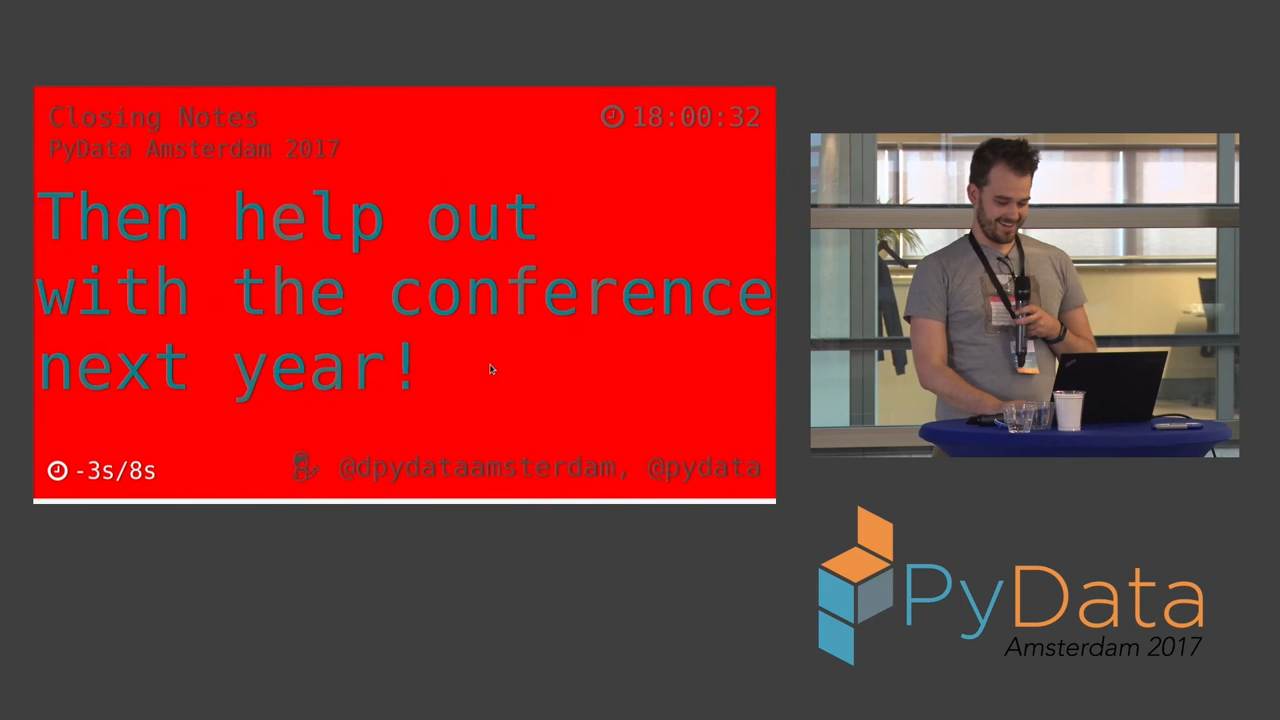 Closing Notes
18:00:32
PyData Amsterdam 2017
Then help out
with the conference
next year!
-3s/8s
@dpydataamsterdam, @pydata
PyData
Amsterdam 2017